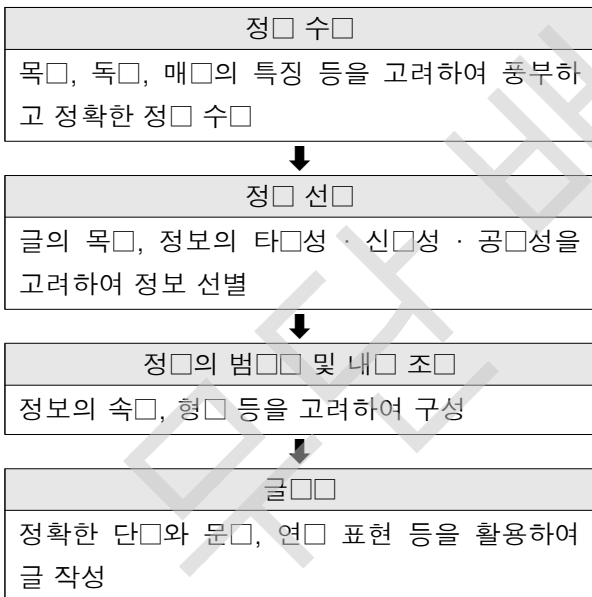 정□ 수□
목□, 독□, 매□의 특징 등을 고려하여 풍부하
고 정확한 정□ 수□
정□ 선□
글의 목□, 정보의 타□성 · 신□성 · 공□성을
고려하여 정보 선별
정□의 범□□ 및 내□ 조□
정보의 속□, 형□ 등을 고려하여 구성
글□□
정확한 단□와 문□, 연□ 표현 등을 활용하여
글 작성